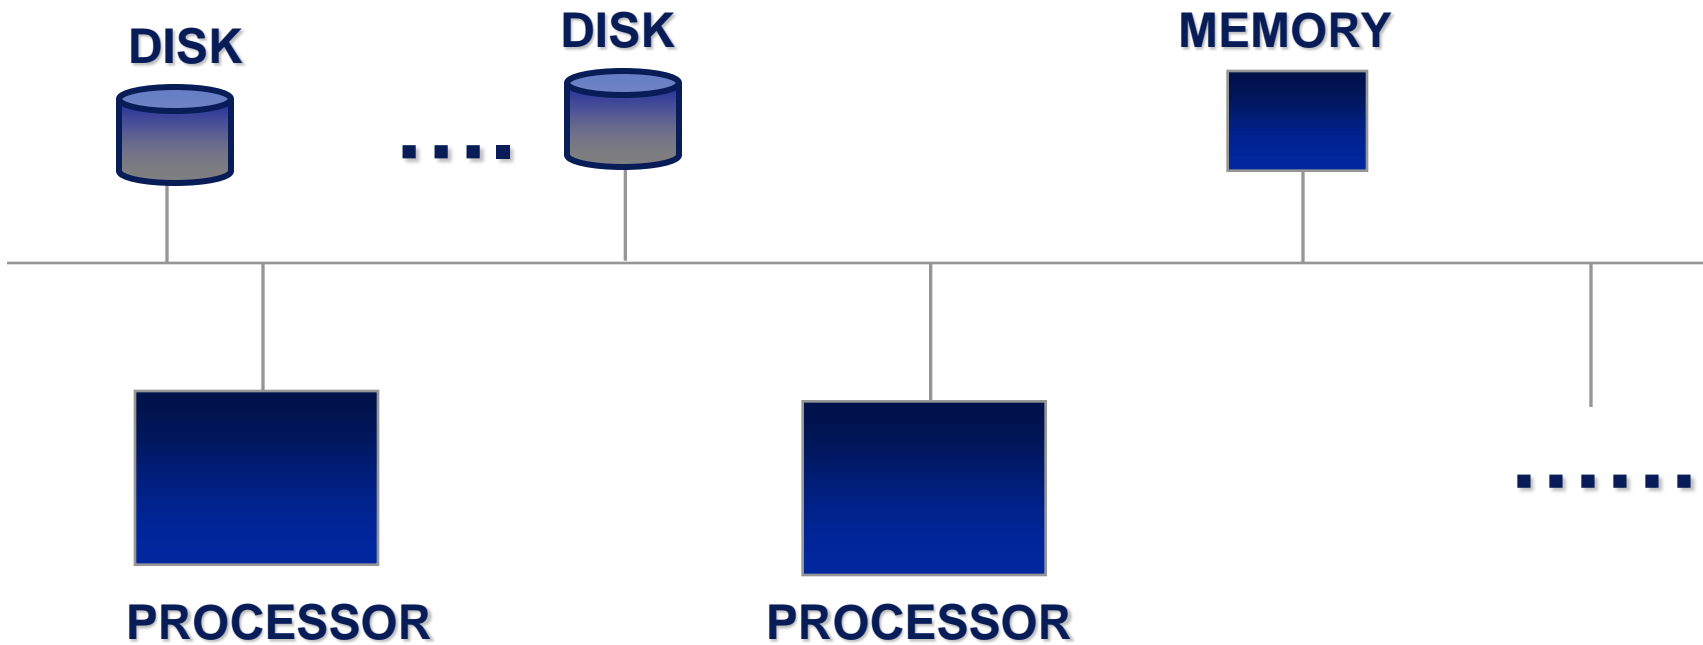 DISK
DISK
MEMORY
....
......
PROCESSOR
PROCESSOR